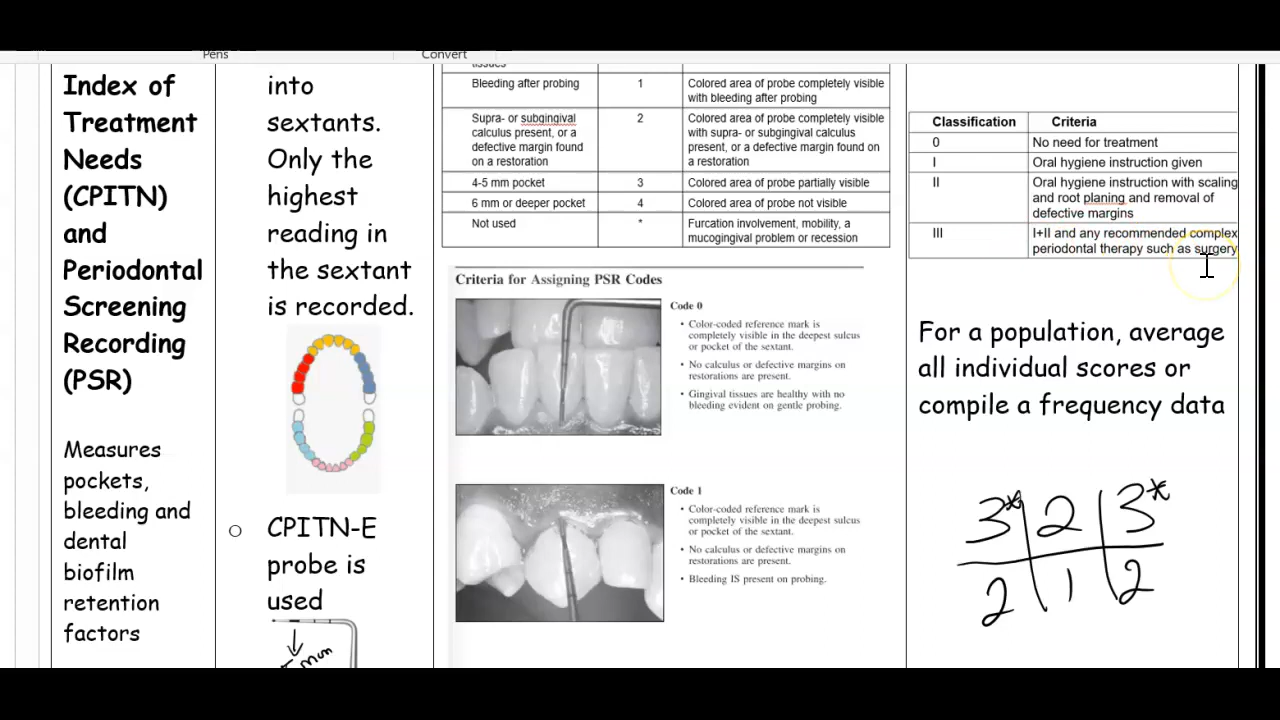 Pens
Convert
Index of
Treatment
Needs
(CPITN)
and
Periodontal
Screening
Recording
(PSR)
Measures
pockets,
bleeding and
dental
biofilm
retention
factors
into
sextants.
Only the
highest
reading in
the sextant
is recorded.
CPITN-E
probe is
used
tissues
Bleeding after probing
1
Colored area of probe completely visible
with bleeding after probing
Supra- or subgingival
calculus present, or a
defective margin found
on a restoration
2
Colored area of probe completely visible
with supra- or subgingival calculus
present, or a defective margin found on
a restoration
4-5 mm pocket
3
Colored area of probe partially visible
6 mm or deeper pocket
4
Colored area of probe not visible
Not used
*
Furcation involvement, mobility, a
mucogingival problem or recession
Criteria for Assigning PSR Codes
Code 0
• Color-coded reference mark is
completely visible in the deepest sulcus
or pocket of the sextant.
• No calculus or defective margins on
restorations are present.
• Gingival tissues are healthy with no
bleeding evident on gentle probing.
Code 1
• Color-coded reference mark is
completely visible in the deepest sulcus
or pocket of the sextant.
• No calculus or defective margins on
restorations are present.
• Bleeding IS present on probing.
Classification Criteria
0 No need for treatment
I Oral hygiene instruction given
II Oral hygiene instruction with scaling
and root planing and removal of
defective margins
III I+II and any recommended complex
periodontal therapy such as surgery
For a population, average
all individual scores or
compile a frequency data
3* 2 3*
2 1 2